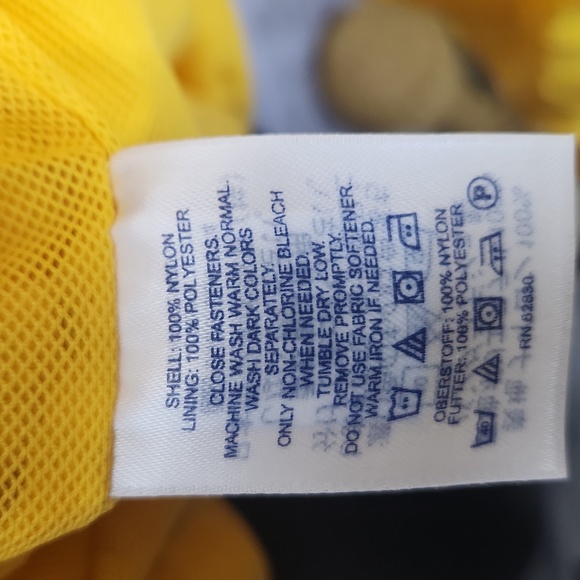 SHELL: 100% NYLON
LINING: 100% POLYESTER
CLOSE FASTENERS.
MACHINE WASH WARM NORMAL.
WASH DARK COLORS
SEPARATELY.
ONLY NON-CHLORINE BLEACH
WHEN NEEDED.
TUMBLE DRY LOW.
REMOVE PROMPTLY.
DO NOT USE FABRIC SOFTENER.
WARM IRON IF NEEDED.
OBERSTOFF: 100% NYLON
FUTTER: 100% POLYESTER
40 P
RN 62830